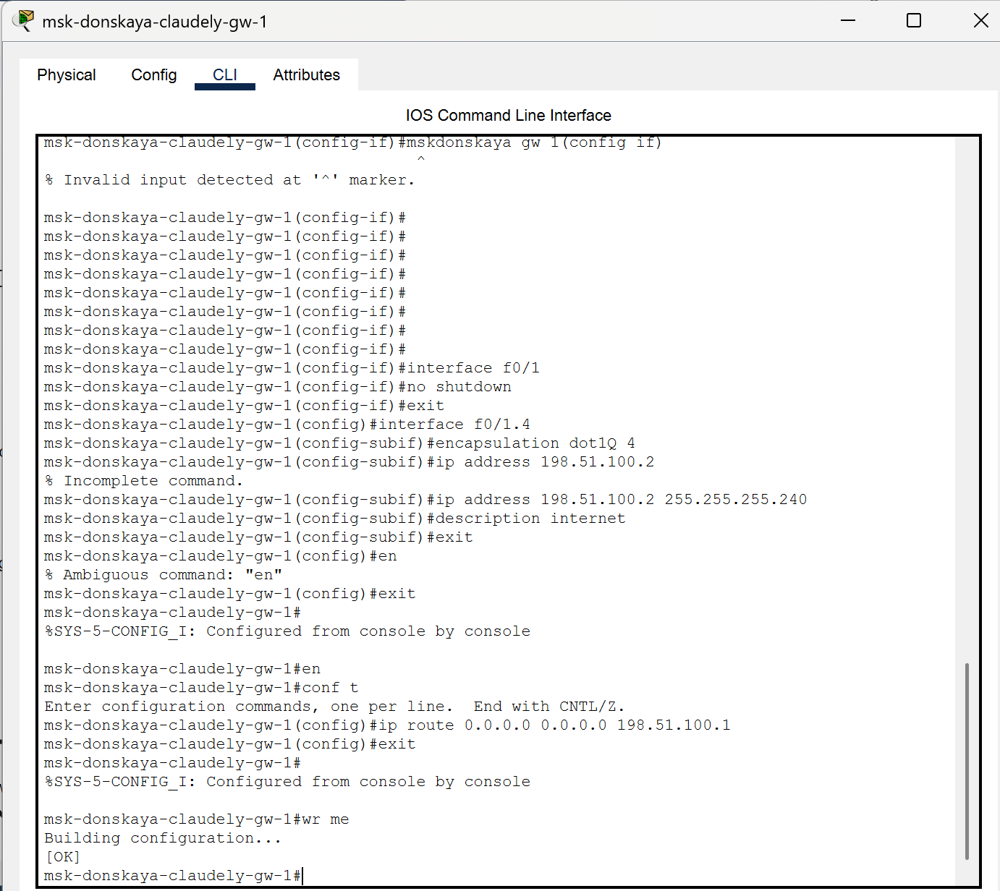 msk-donskaya-claudely-gw-1
Physical Config CLI Attributes
IOS Command Line Interface
msk-donskaya-claudely-gw-1(config-if)#mskdonskaya gw 1(config if)
^
% Invalid input detected at '^' marker.
msk-donskaya-claudely-gw-1(config-if)#
msk-donskaya-claudely-gw-1(config-if)#
msk-donskaya-claudely-gw-1(config-if)#
msk-donskaya-claudely-gw-1(config-if)#
msk-donskaya-claudely-gw-1(config-if)#
msk-donskaya-claudely-gw-1(config-if)#
msk-donskaya-claudely-gw-1(config-if)#
msk-donskaya-claudely-gw-1(config-if)#
msk-donskaya-claudely-gw-1(config-if)#interface f0/1
msk-donskaya-claudely-gw-1(config-if)#no shutdown
msk-donskaya-claudely-gw-1(config-if)#exit
msk-donskaya-claudely-gw-1(config)#interface f0/1.4
msk-donskaya-claudely-gw-1(config-subif)#encapsulation dot1Q 4
msk-donskaya-claudely-gw-1(config-subif)#ip address 198.51.100.2
% Incomplete command.
msk-donskaya-claudely-gw-1(config-subif)#ip address 198.51.100.2 255.255.255.240
msk-donskaya-claudely-gw-1(config-subif)#description internet
msk-donskaya-claudely-gw-1(config-subif)#exit
msk-donskaya-claudely-gw-1(config)#en
% Ambiguous command: "en"
msk-donskaya-claudely-gw-1(config)#exit
msk-donskaya-claudely-gw-1#
%SYS-5-CONFIG_I: Configured from console by console
msk-donskaya-claudely-gw-1#en
msk-donskaya-claudely-gw-1#conf t
Enter configuration commands, one per line.  End with CNTL/Z.
msk-donskaya-claudely-gw-1(config)#ip route 0.0.0.0 0.0.0.0 198.51.100.1
msk-donskaya-claudely-gw-1(config)#exit
msk-donskaya-claudely-gw-1#
%SYS-5-CONFIG_I: Configured from console by console
msk-donskaya-claudely-gw-1#wr me
Building configuration...
[OK]
msk-donskaya-claudely-gw-1#